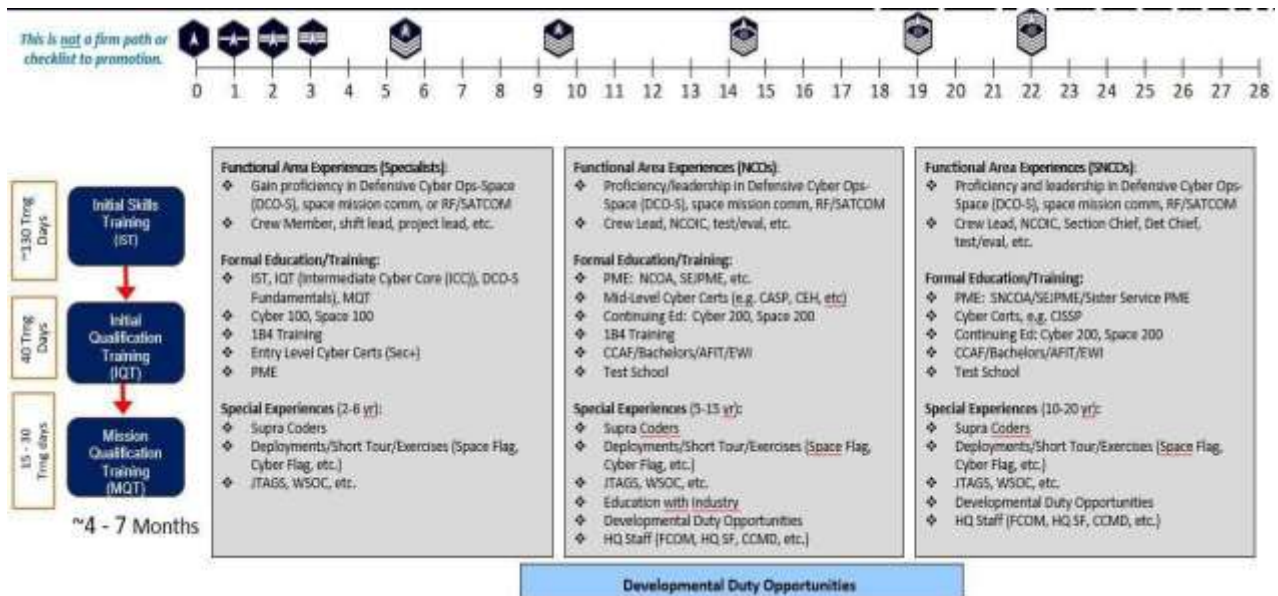 This is not a firm path or
checklist to promotion.
0 1 2 3 4 5 6 7 8 9 10 11 12 13 14 15 16 17 18 19 20 21 22 23 24 25 26 27 28
~130 Trng
Days
Initial Skills
Training
(IST)
40 Trng
Days
Initial
Qualification
Training
(IQT)
15 - 30
Trng days
Mission
Qualification
Training
(MQT)
~4 - 7 Months
Functional Area Experiences (Specialists):
❖ Gain proficiency in Defensive Cyber Ops-Space
(DCO-S), space mission comm, or RF/SATCOM
❖ Crew Member, shift lead, project lead, etc.
Formal Education/Training:
❖ IST, IQT (Intermediate Cyber Core (ICC)), DCO-S
Fundamentals), MQT
❖ Cyber 100, Space 100
❖ 1B4 Training
❖ Entry Level Cyber Certs (Sec+)
❖ PME
Special Experiences (2-6 yr):
❖ Supra Coders
❖ Deployments/Short Tour/Exercises (Space Flag,
Cyber Flag, etc.)
❖ JTAGS, WSOC, etc.
Functional Area Experiences (NCOs):
❖ Proficiency/leadership in Defensive Cyber Ops-
Space (DCO-S), space mission comm, RF/SATCOM
❖ Crew Lead, NCOIC, test/eval, etc.
Formal Education/Training:
❖ PME: NCOA, SEJPME, etc.
❖ Mid-Level Cyber Certs (e.g. CASP, CEH, etc)
❖ Continuing Ed: Cyber 200, Space 200
❖ 1B4 Training
❖ CCAF/Bachelors/AFIT/EWI
❖ Test School
Special Experiences (5-15 yr):
❖ Supra Coders
❖ Deployments/Short Tour/Exercises (Space Flag,
Cyber Flag, etc.)
❖ JTAGS, WSOC, etc.
❖ Education with Industry
❖ Developmental Duty Opportunities
❖ HQ Staff (FCOM, HQ SF, CCMD, etc.)
Functional Area Experiences (SNCOs):
❖ Proficiency and leadership in Defensive Cyber Ops-
Space (DCO-S), space mission comm, RF/SATCOM
❖ Crew Lead, NCOIC, Section Chief, Det Chief,
test/eval, etc.
Formal Education/Training:
❖ PME: SNCOA/SEJPME/Sister Service PME
❖ Cyber Certs, e.g. CISSP
❖ Continuing Ed: Cyber 200, Space 200
❖ CCAF/Bachelors/AFIT/EWI
❖ Test School
Special Experiences (10-20 yr):
❖ Supra Coders
❖ Deployments/Short Tour/Exercises (Space Flag,
Cyber Flag, etc.)
❖ JTAGS, WSOC, etc.
❖ Developmental Duty Opportunities
❖ HQ Staff (FCOM, HQ SF, CCMD, etc.)
Developmental Duty Opportunities